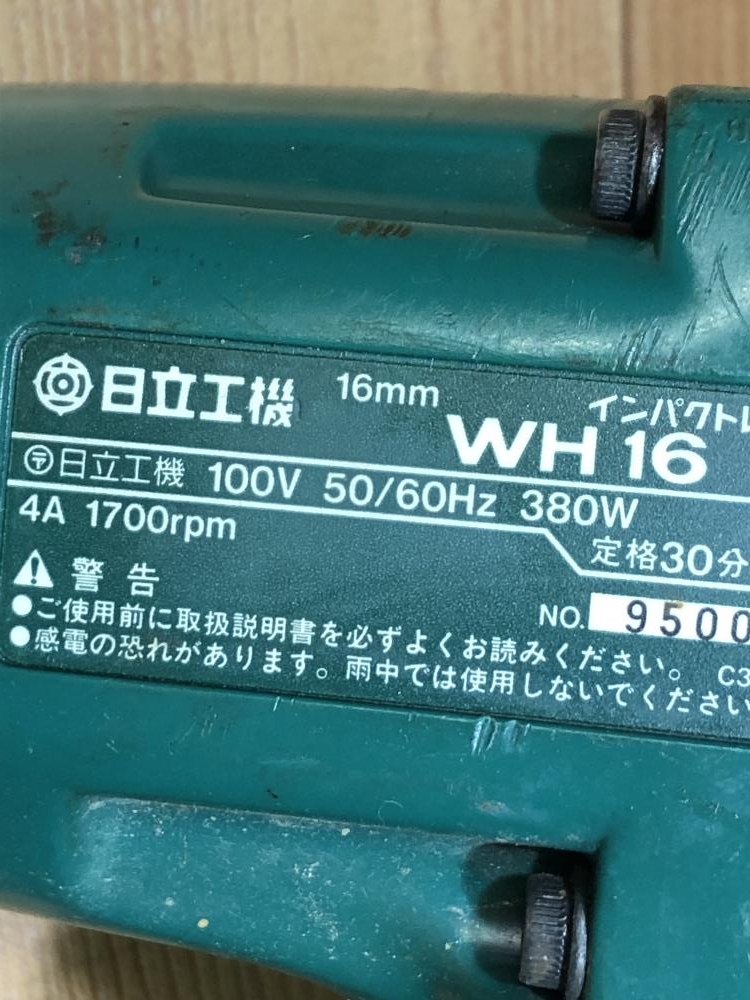 日立工機 16mm インパクトレ
WH 16
〒 日立工機 100V 50/60Hz 380W
4A 1700rpm 定格30分
警告 NO. 9500
●ご使用前に取扱説明書を必ずよくお読みください。 C3
●感電の恐れがあります。雨中では使用しないでください